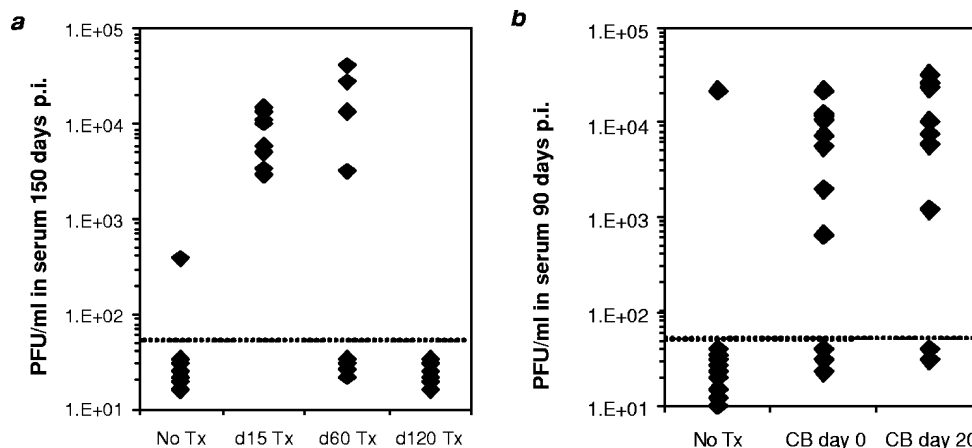 a
PFU/ml in serum 150 days p.i.
1.E+05
1.E+04
1.E+03
1.E+02
1.E+01
No Tx d15 Tx d60 Tx d120 Tx
b
PFU/ml in serum 90 days p.i.
1.E+05
1.E+04
1.E+03
1.E+02
1.E+01
No Tx CB day 0 CB day 20